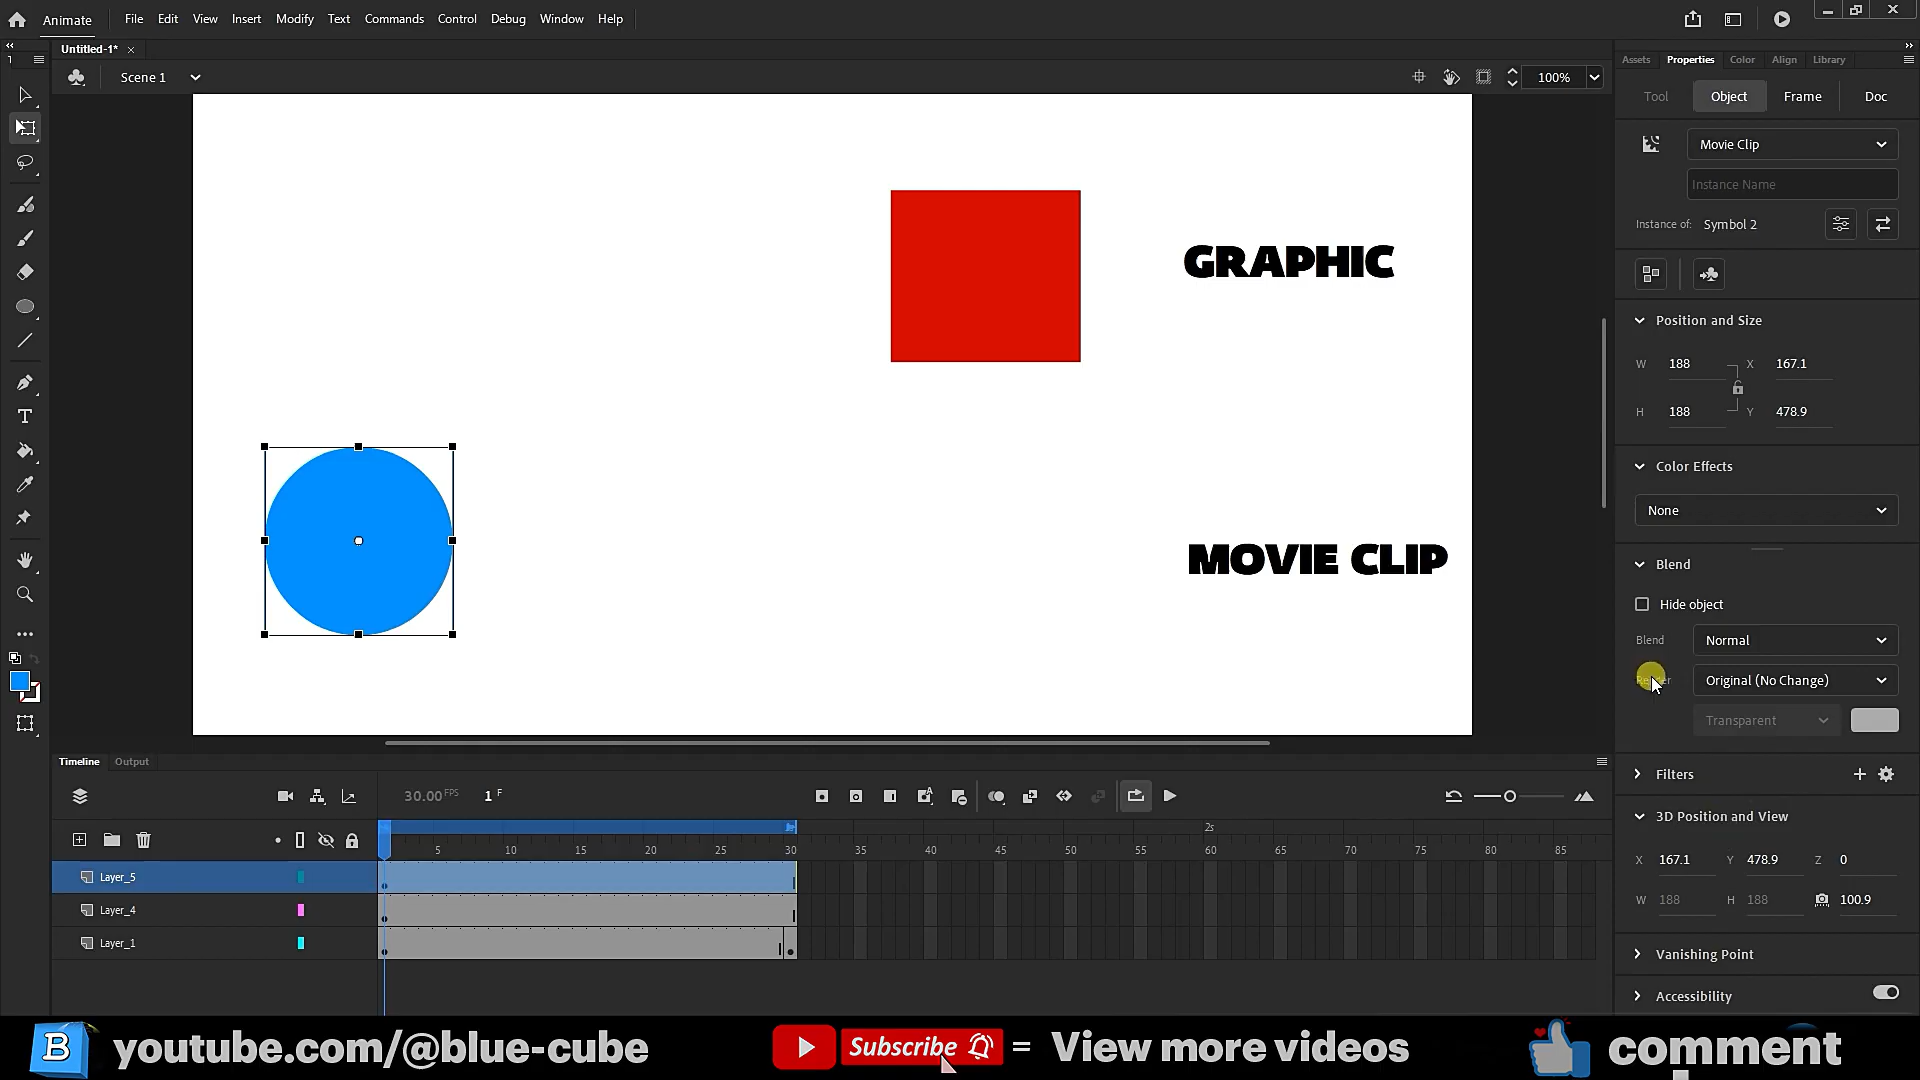 Animate File Edit View Insert Modify Text Commands Control Debug Window Help
Untitled-1* ×
Scene 1 100%
Assets Properties Color Align Library
Tool Object Frame Doc
Movie Clip
Instance Name
Instance of: Symbol 2
Position and Size
W 188 X 167.1
H 188 Y 478.9
Color Effects
None
Blend
Hide object
Blend Normal
Render Original (No Change)
Transparent
Filters
3D Position and View
X 167.1 Y 478.9 Z 0
W 188 H 188 100.9
Vanishing Point
Accessibility
GRAPHIC
MOVIE CLIP
Timeline Output
30.00 FPS 1 F
2s
5 10 15 20 25 30 35 40 45 50 55 60 65 70 75 80 85
Layer_5
Layer_4
Layer_1
B youtube.com/@blue-cube Subscribe = View more videos comment